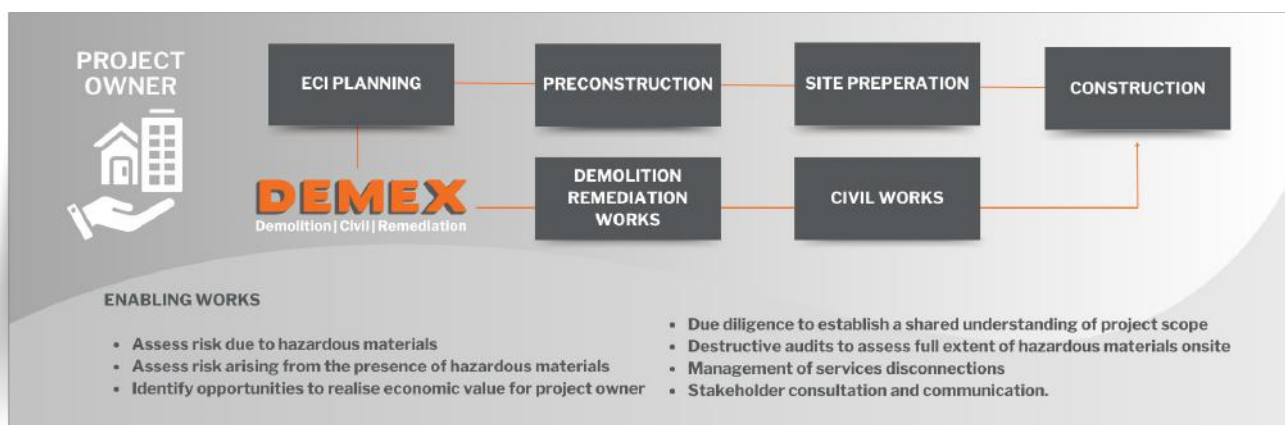 PROJECT
OWNER
ECI PLANNING
PRECONSTRUCTION
SITE PREPERATION
CONSTRUCTION
DEMEX
Demolition | Civil | Remediation
DEMOLITION
REMEDIATION
WORKS
CIVIL WORKS
ENABLING WORKS
• Assess risk due to hazardous materials
• Assess risk arising from the presence of hazardous materials
• Identify opportunities to realise economic value for project owner
• Due diligence to establish a shared understanding of project scope
• Destructive audits to assess full extent of hazardous materials onsite
• Management of services disconnections
• Stakeholder consultation and communication.